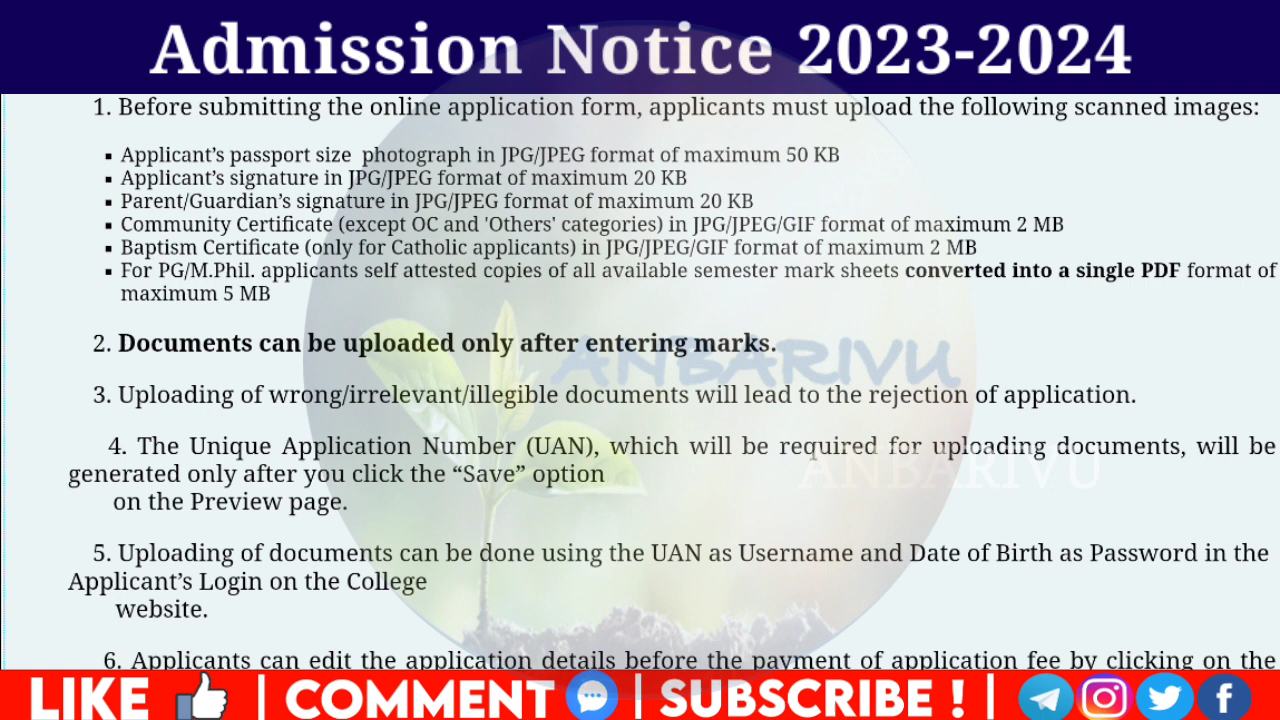 Admission Notice 2023-2024
1. Before submitting the online application form, applicants must upload the following scanned images:
▪ Applicant’s passport size photograph in JPG/JPEG format of maximum 50 KB
▪ Applicant’s signature in JPG/JPEG format of maximum 20 KB
▪ Parent/Guardian’s signature in JPG/JPEG format of maximum 20 KB
▪ Community Certificate (except OC and 'Others' categories) in JPG/JPEG/GIF format of maximum 2 MB
▪ Baptism Certificate (only for Catholic applicants) in JPG/JPEG/GIF format of maximum 2 MB
▪ For PG/M.Phil. applicants self attested copies of all available semester mark sheets converted into a single PDF format of
maximum 5 MB
2. Documents can be uploaded only after entering marks.
ANBARIVU
3. Uploading of wrong/irrelevant/illegible documents will lead to the rejection of application.
4. The Unique Application Number (UAN), which will be required for uploading documents, will be
generated only after you click the “Save” option
ANBARIVU
on the Preview page.
5. Uploading of documents can be done using the UAN as Username and Date of Birth as Password in the
Applicant’s Login on the College
website.
6. Applicants can edit the application details before the payment of application fee by clicking on the
LIKE | COMMENT | SUBSCRIBE ! |